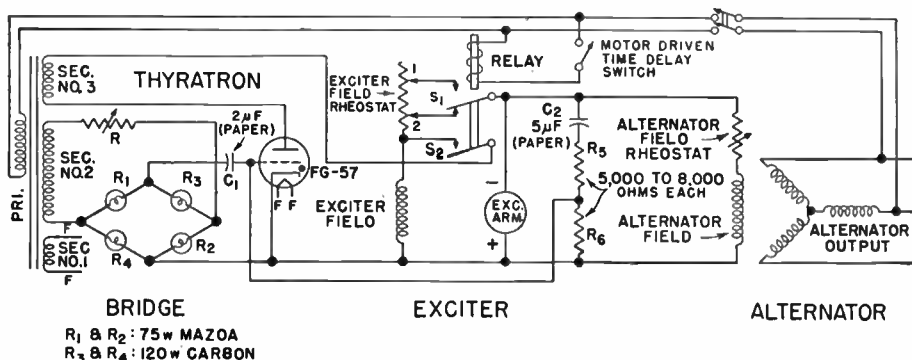 SEC.
NO.3
THYRATRON
SEC.
NO.2
R
2µF
(PAPER)
C1
FG-57
F F
PRI.
R1
R3
R4
R2
F
SEC.
NO.1
F
BRIDGE
R1 & R2 : 75W MAZOA
R3 & R4 : 120W CARBON
EXCITER
FIELD
RHEOSTAT
1
2
S1
S2
RELAY
MOTOR DRIVEN
TIME DELAY
SWITCH
EXCITER
FIELD
-
EXC.
ARM.
+
C2
5µF
(PAPER)
R5
5,000 TO 8,000
OHMS EACH
R6
EXCITER
ALTERNATOR
FIELD
RHEOSTAT
ALTERNATOR
FIELD
ALTERNATOR
OUTPUT
ALTERNATOR